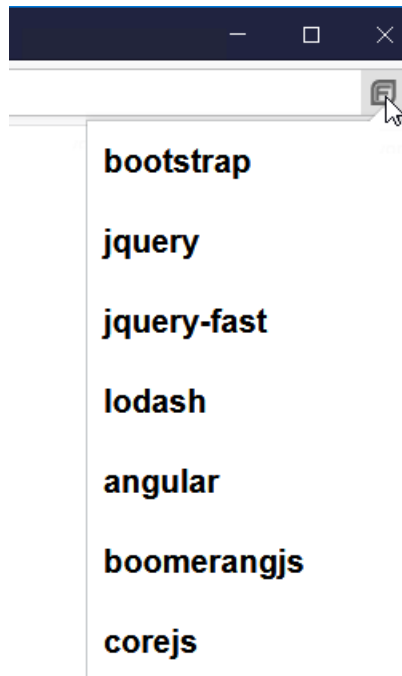 bootstrap
jquery
jquery-fast
lodash
angular
boomerangjs
corejs